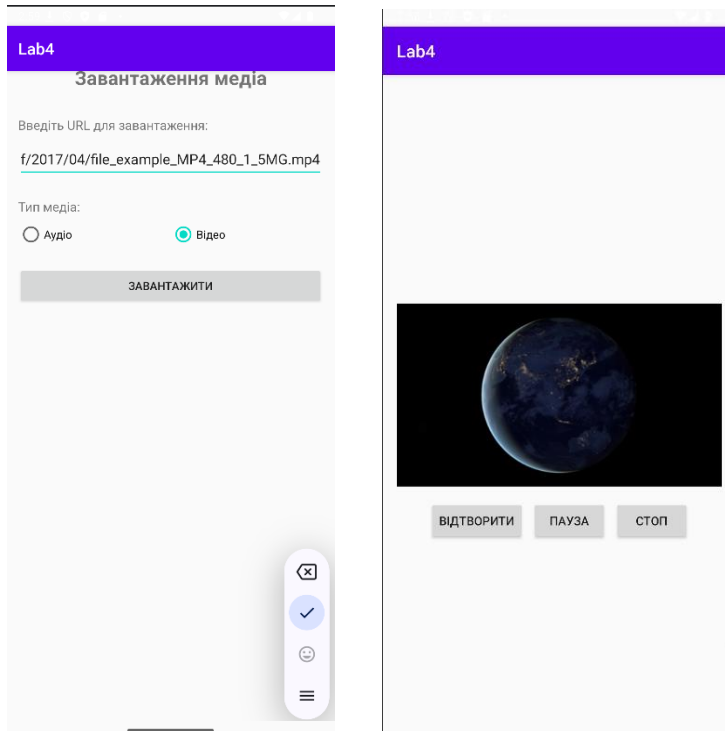 Lab4
Завантаження медіа
Введіть URL для завантаження:
f/2017/04/file_example_MP4_480_1_5MG.mp4
Тип медіа:
Аудіо
Відео
ЗАВАНТАЖИТИ
Lab4
ВІДТВОРИТИ
ПАУЗА
СТОП